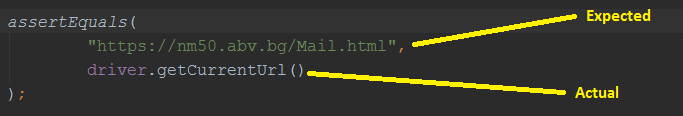 assertEquals(
Expected
"https://nm50.abv.bg/Mail.html",
driver.getCurrentUrl()
);
Actual